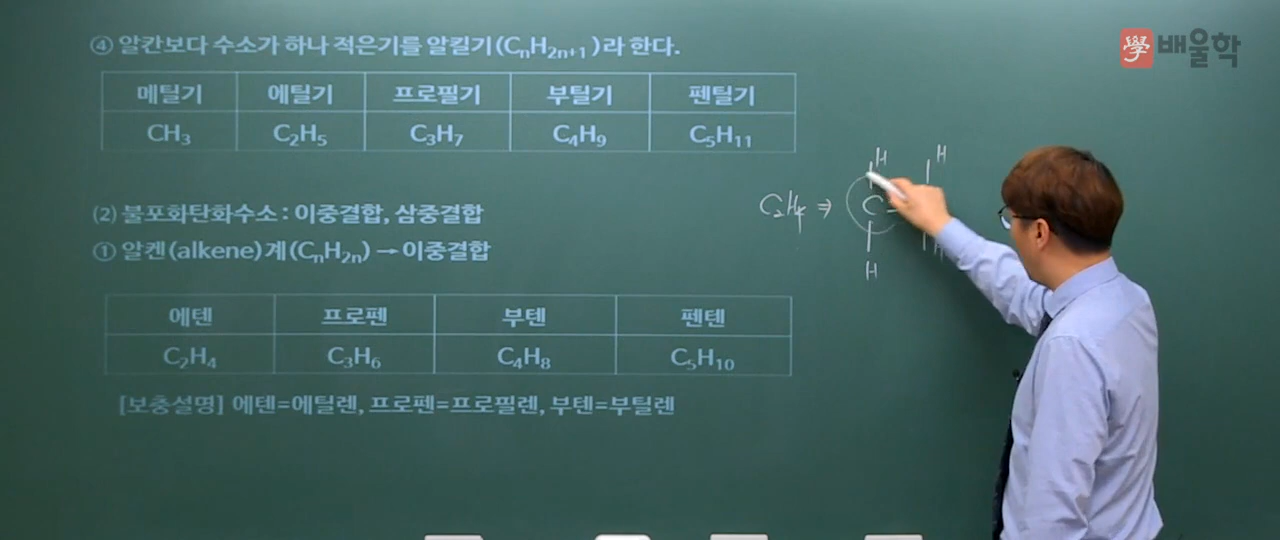 ④ 알칸보다 수소가 하나 적은기를 알킬기(CnH2n+1)라 한다.
學 배울학
메틸기 에틸기 프로필기 부틸기 펜틸기
CH3 C2H5 C3H7 C4H9 C5H11
(2) 불포화탄화수소 : 이중결합, 삼중결합
① 알켄(alkene)계(CnH2n) → 이중결합
에텐 프로펜 부텐 펜텐
C2H4 C3H6 C4H8 C5H10
[보충설명] 에텐=에틸렌, 프로펜=프로필렌, 부텐=부틸렌
H H
C2H4 ⇒ C
H H